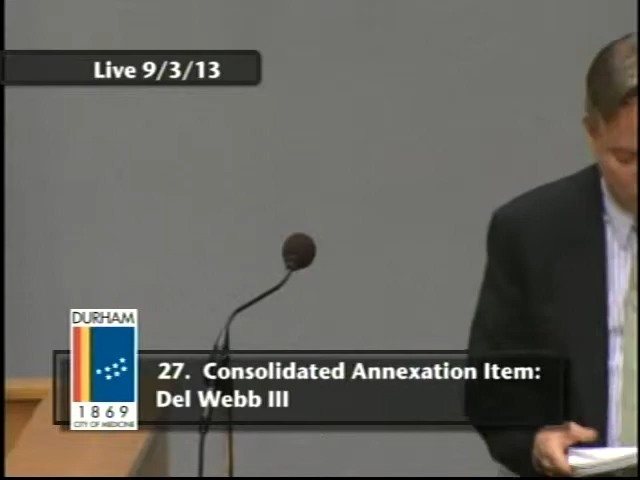 Live 9/3/13
DURHAM
1869
CITY OF MEDICINE
27. Consolidated Annexation Item:
Del Webb III